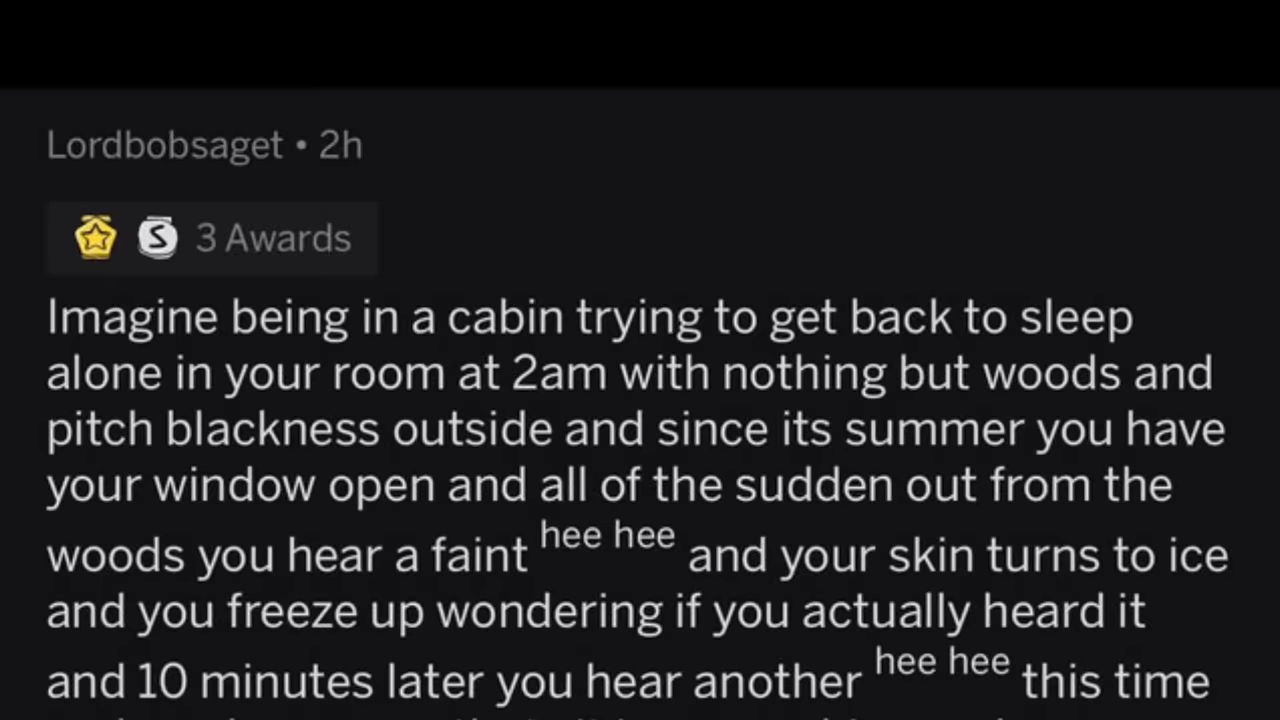 Lordbobsaget • 2h
3 Awards
Imagine being in a cabin trying to get back to sleep
alone in your room at 2am with nothing but woods and
pitch blackness outside and since its summer you have
your window open and all of the sudden out from the
woods you hear a faint hee hee and your skin turns to ice
and you freeze up wondering if you actually heard it
and 10 minutes later you hear another hee hee this time